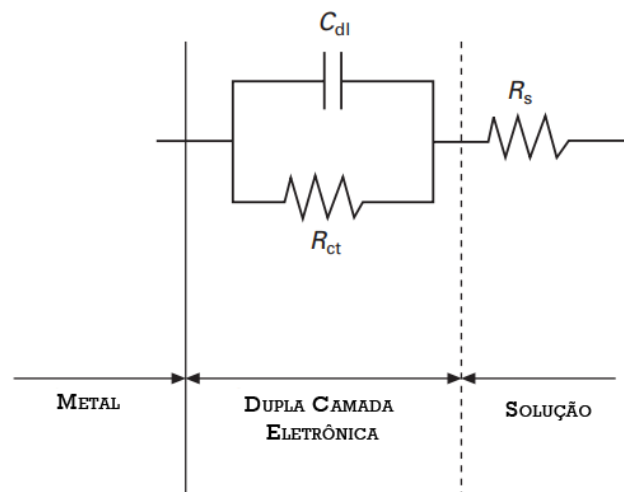 Cdl
Rs
Rct
METAL
DUPLA CAMADA
ELETRÔNICA
SOLUÇÃO